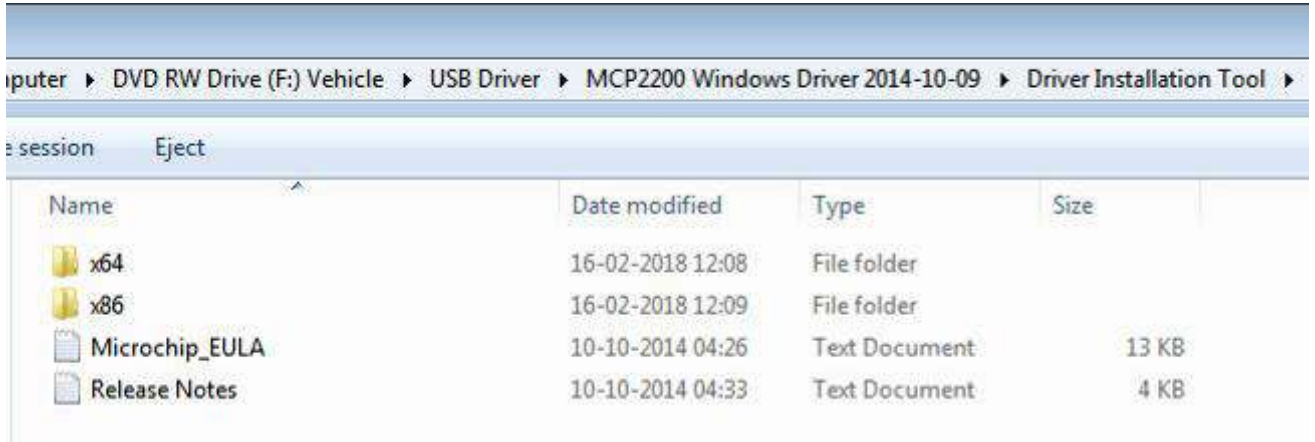 mputer ▸ DVD RW Drive (F:) Vehicle ▸ USB Driver ▸ MCP2200 Windows Driver 2014-10-09 ▸ Driver Installation Tool ▸
e session Eject
Name Date modified Type Size
x64 16-02-2018 12:08 File folder
x86 16-02-2018 12:09 File folder
Microchip_EULA 10-10-2014 04:26 Text Document 13 KB
Release Notes 10-10-2014 04:33 Text Document 4 KB